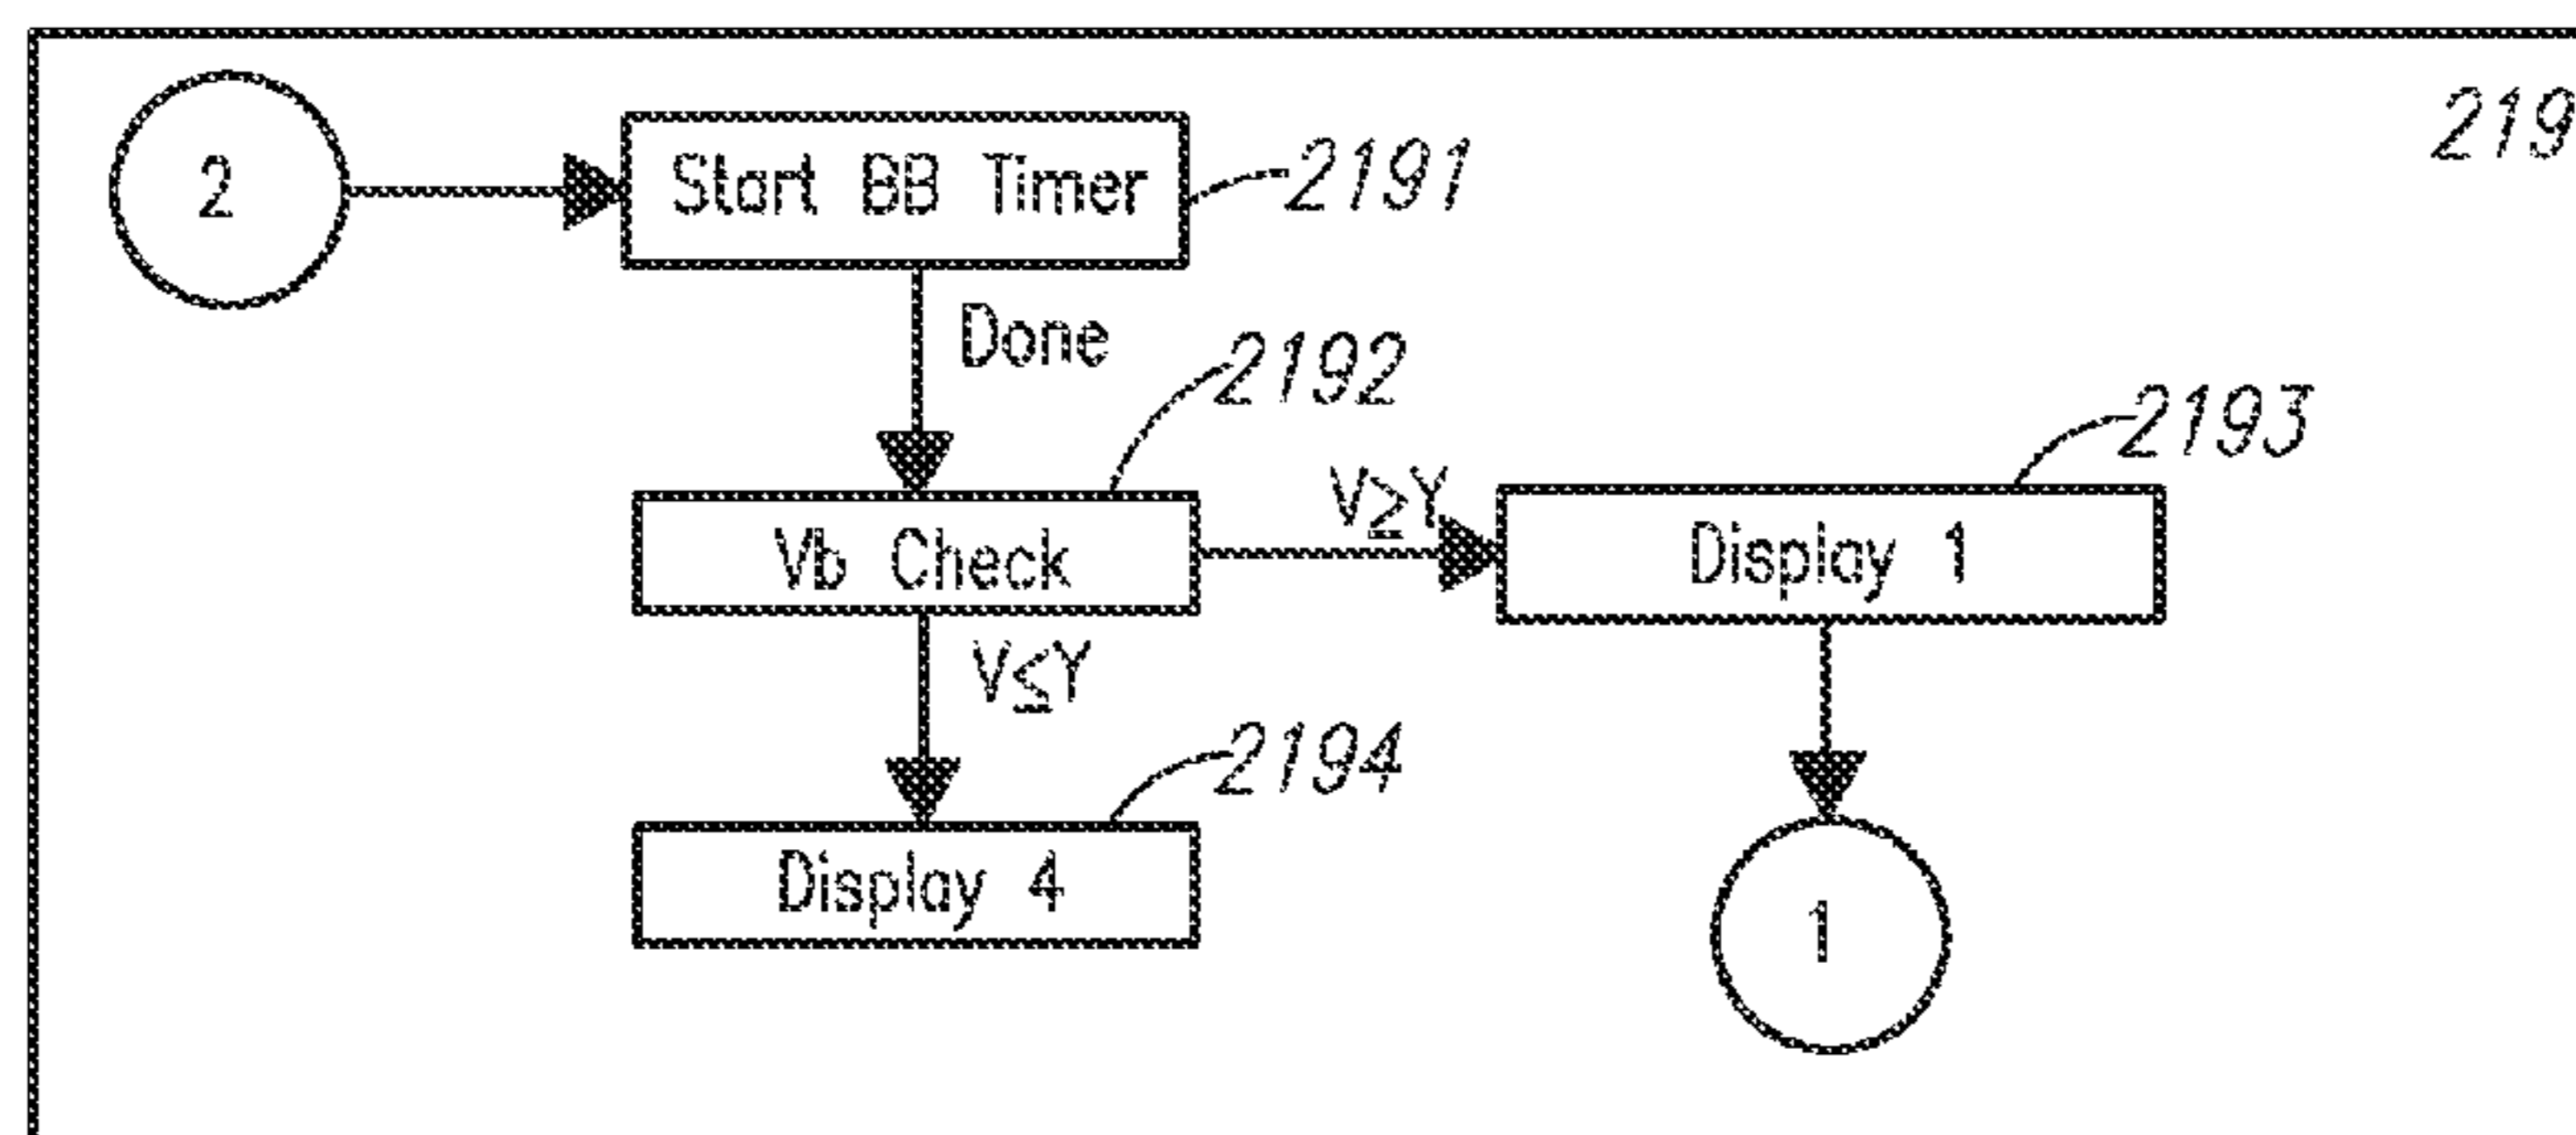 219
2
Start BB Timer
2191
Done
2192
2193
V≥Y
Vb Check
Display 1
V≤Y
2194
Display 4
1